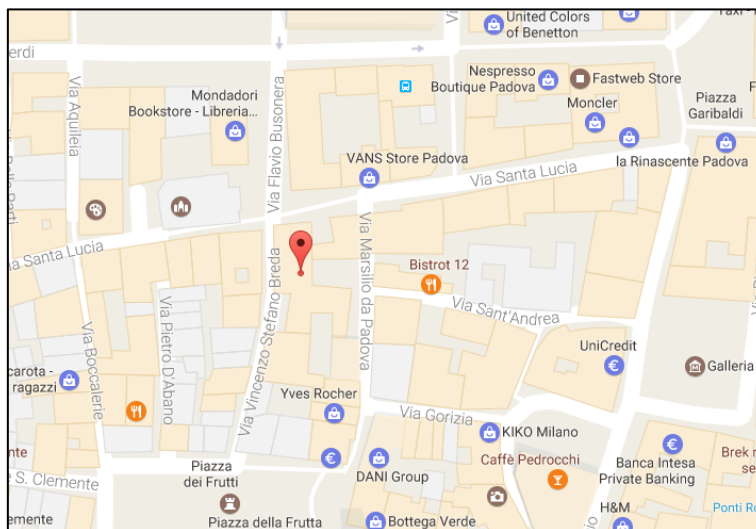 United Colors
of Benetton
erdi
Nespresso
Boutique Padova
Fastweb Store
Mondadori
Bookstore - Libreria...
Moncler
Piazza
Garibaldi
Via Aquileia
Via Flavio Busonera
VANS Store Padova
la Rinascente Padova
Via Santa Lucia
a Santa Lucia
Via Marsilio da Padova
Bistrot 12
Via Sant'Andrea
Via Vincenzo Stefano Breda
Via Pietro D'Abano
Via Boccalerie
UniCredit
Galleria
carota -
ragazzi
Yves Rocher
Via Gorizia
KIKO Milano
Caffè Pedrocchi
Banca Intesa
Private Banking
Brek r
se
ente
e S. Clemente
Piazza
dei Frutti
DANI Group
emente
Piazza della Frutta
Bottega Verde
H&M
Ponti R